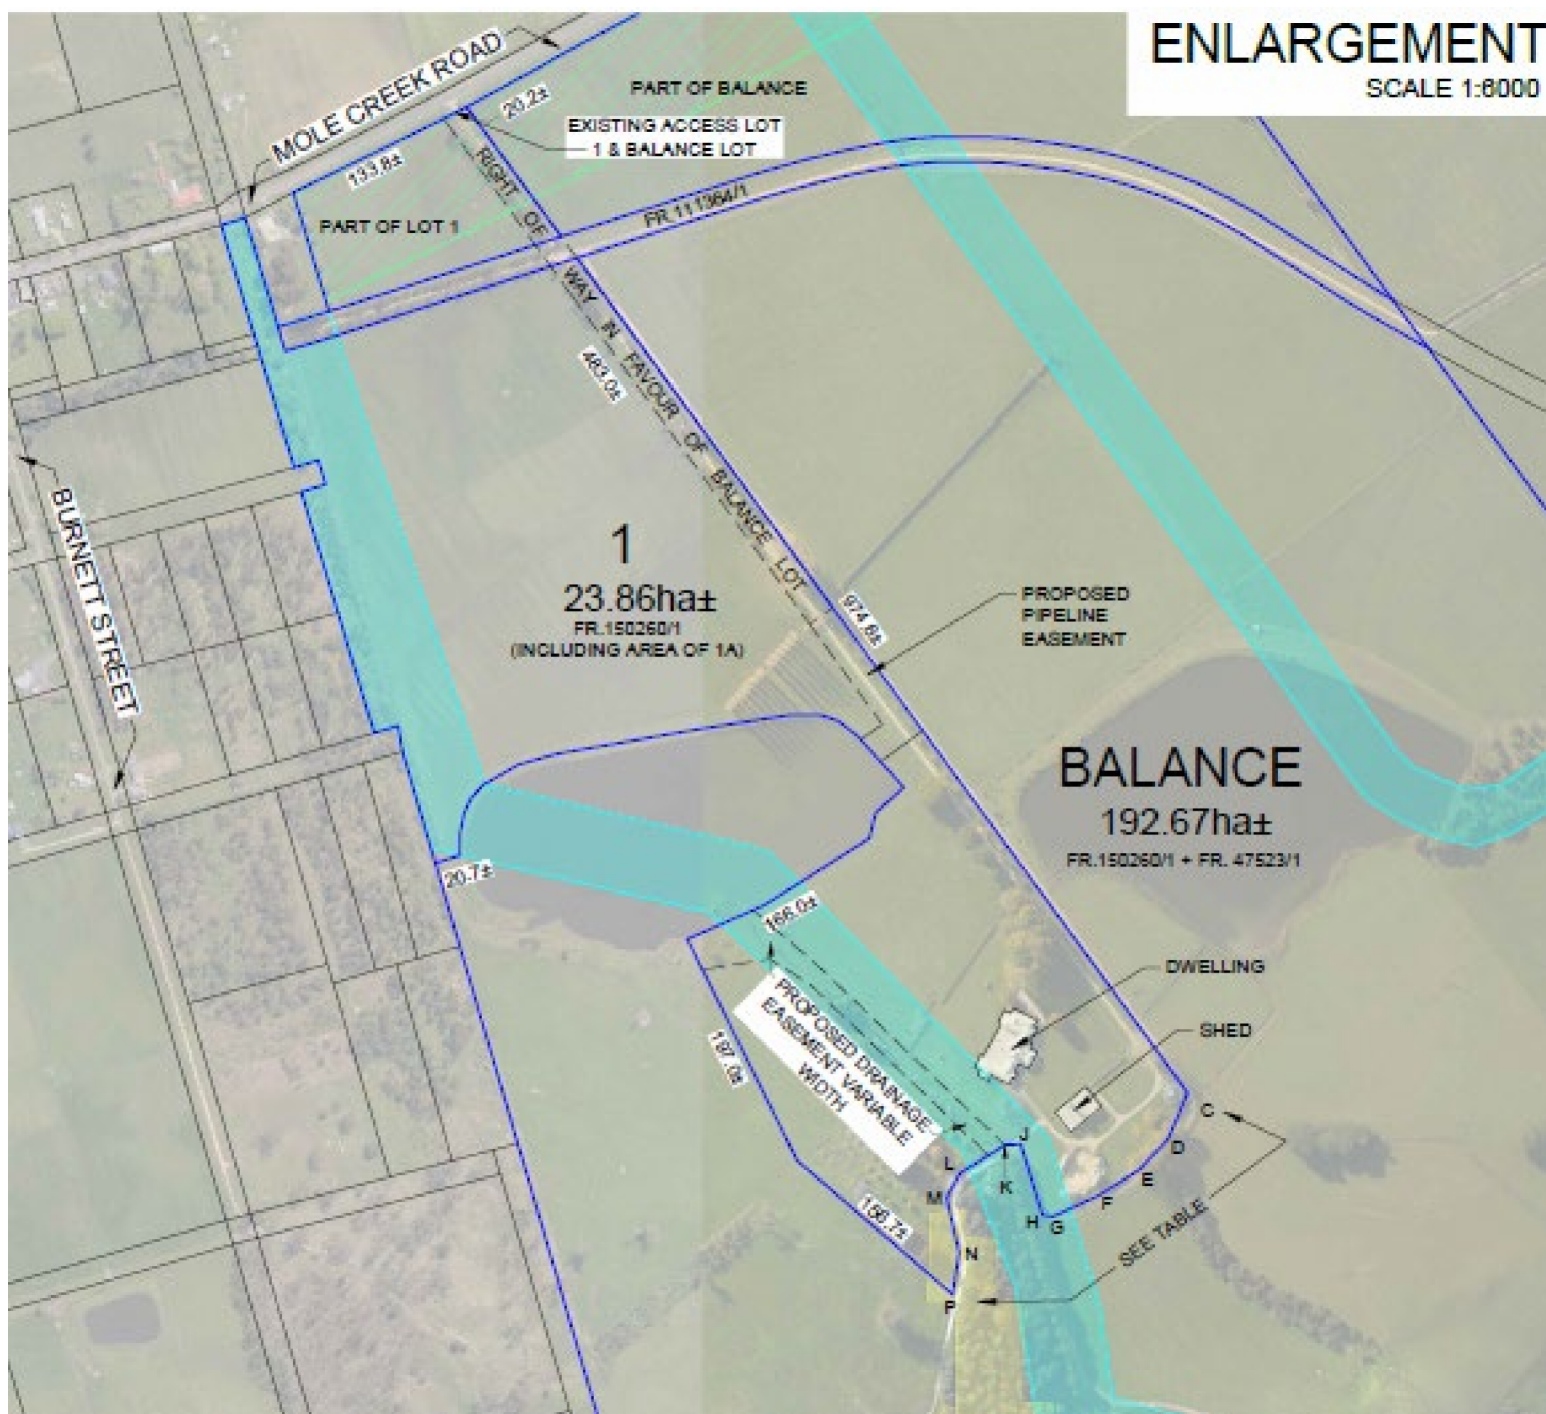 ENLARGEMENT
SCALE 1:6000
MOLE CREEK ROAD
20.2±
PART OF BALANCE
EXISTING ACCESS LOT
1 & BALANCE LOT
133.8±
PART OF LOT 1
FR.111364/1
RIGHT OF WAY IN FAVOUR OF BALANCE LOT
483.0±
BURNETT STREET
1
23.86ha±
FR.150260/1
(INCLUDING AREA OF 1A)
974.6±
PROPOSED
PIPELINE
EASEMENT
BALANCE
192.67ha±
FR.150260/1 + FR. 47523/1
20.7±
166.0±
DWELLING
PROPOSED DRAINAGE
EASEMENT VARIABLE
WIDTH
SHED
197.0±
C
D
J
E
L
K
M
F
H
G
156.7±
SEE TABLE
N
P